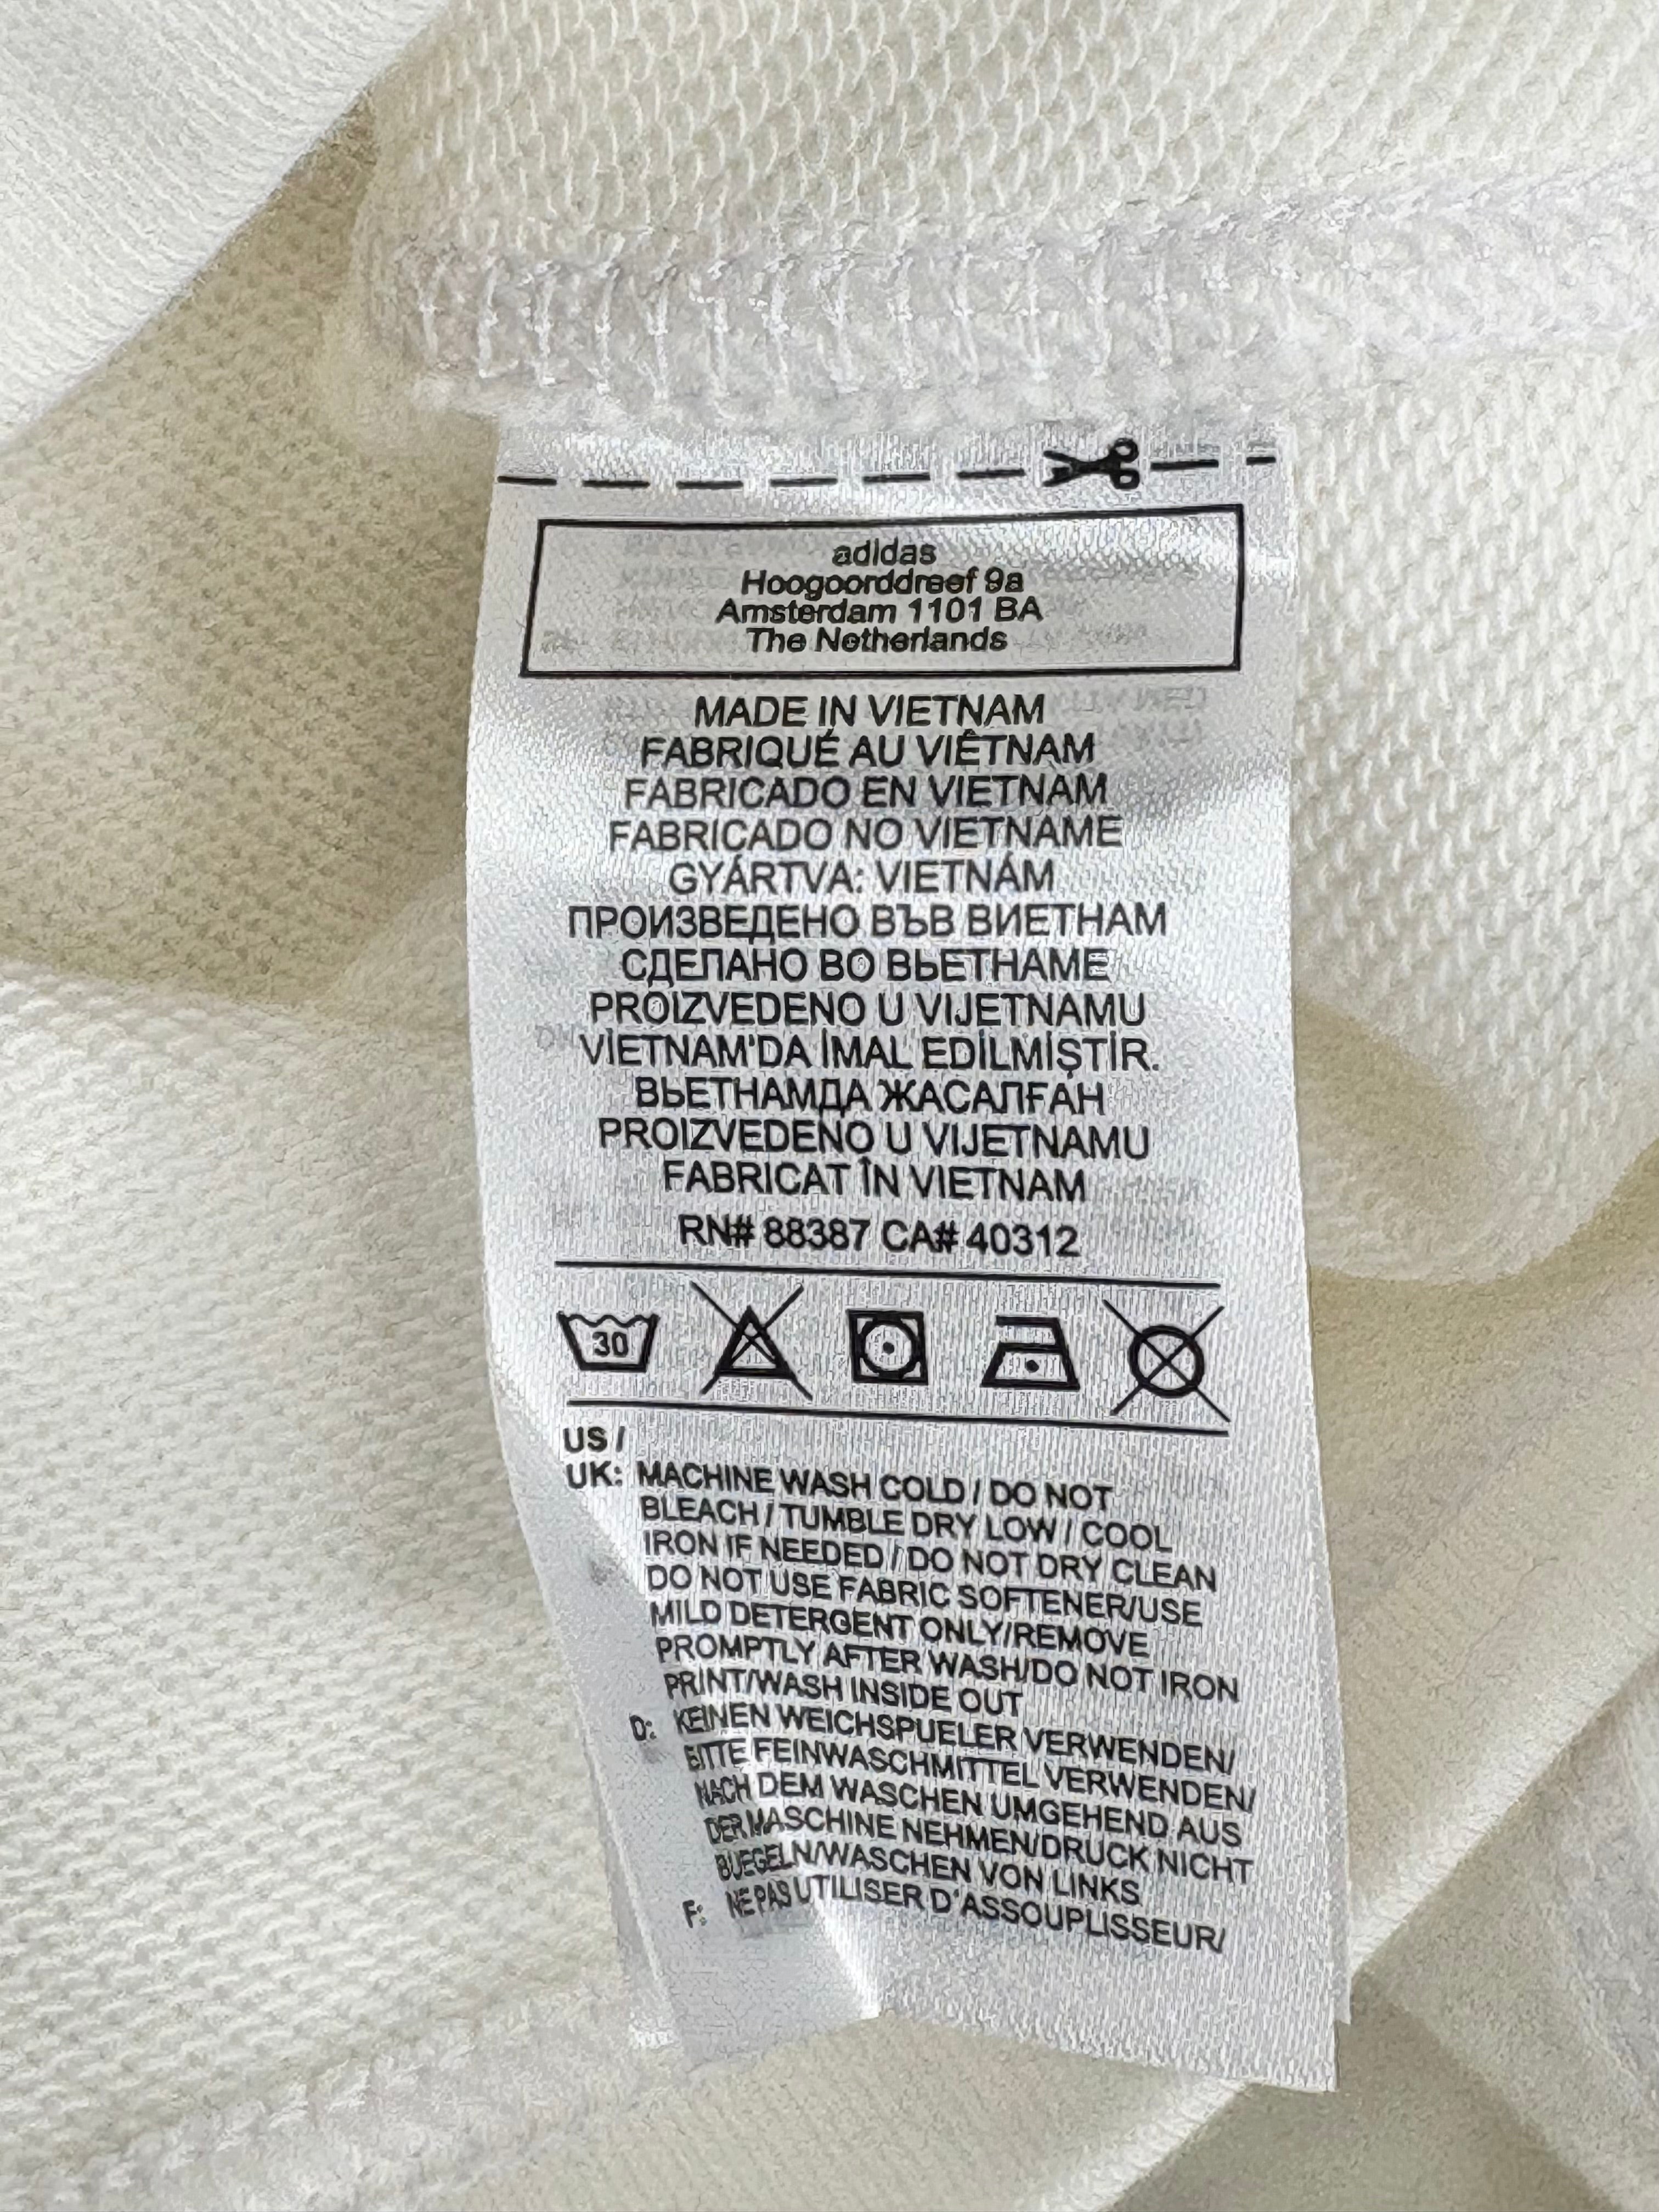 adidas
Hoogoorddreef 9a
Amsterdam 1101 BA
The Netherlands
MADE IN VIETNAM
FABRIQUÉ AU VIÊTNAM
FABRICADO EN VIETNAM
FABRICADO NO VIETNAME
GYÁRTVA: VIETNÁM
ПРОИЗВЕДЕНО ВЪВ ВИЕТНАМ
СДЕЛАНО ВО ВЬЕТНАМЕ
PROIZVEDENO U VIJETNAMU
VİETNAM'DA İMAL EDİLMİŞTİR.
ВЬЕТНАМДА ЖАСАЛҒАН
PROIZVEDENO U VIJETNAMU
FABRICAT ÎN VIETNAM
RN# 88387 CA# 40312
30
US /
UK: MACHINE WASH COLD / DO NOT
BLEACH / TUMBLE DRY LOW / COOL
IRON IF NEEDED / DO NOT DRY CLEAN
DO NOT USE FABRIC SOFTENER/USE
MILD DETERGENT ONLY/REMOVE
PROMPTLY AFTER WASH/DO NOT IRON
PRINT/WASH INSIDE OUT
D: KEINEN WEICHSPUELER VERWENDEN/
BITTE FEINWASCHMITTEL VERWENDEN/
NACH DEM WASCHEN UMGEHEND AUS
DER MASCHINE NEHMEN/DRUCK NICHT
BUEGELN/WASCHEN VON LINKS
F: NE PAS UTILISER D'ASSOUPLISSEUR/